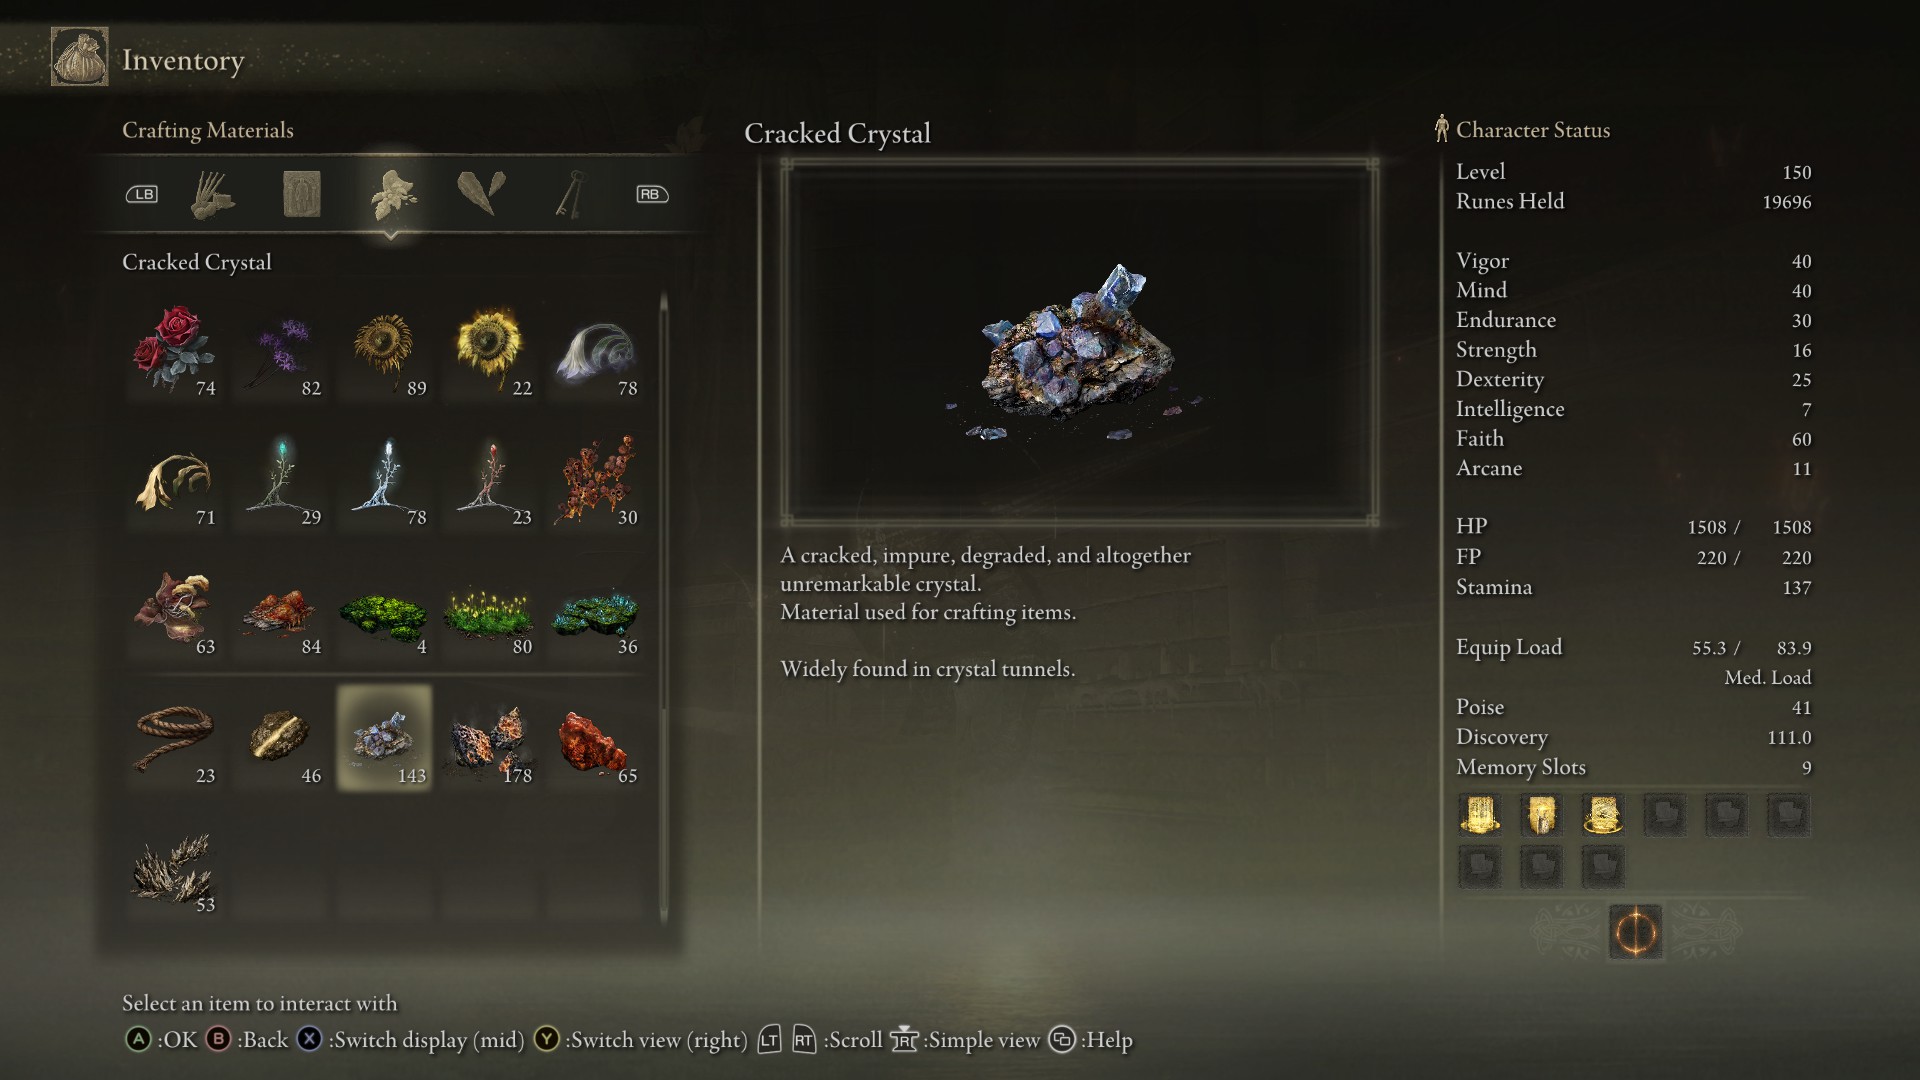 Inventory
Crafting Materials
LB
RB
Cracked Crystal
74
82
89
22
78
71
29
78
23
30
63
84
4
80
36
23
46
143
178
65
53
Cracked Crystal
A cracked, impure, degraded, and altogether
unremarkable crystal.
Material used for crafting items.
Widely found in crystal tunnels.
Character Status
Level 150
Runes Held 19696
Vigor 40
Mind 40
Endurance 30
Strength 16
Dexterity 25
Intelligence 7
Faith 60
Arcane 11
HP 1508 / 1508
FP 220 / 220
Stamina 137
Equip Load 55.3 / 83.9
Med. Load
Poise 41
Discovery 111.0
Memory Slots 9
Select an item to interact with
A :OK B :Back X :Switch display (mid) Y :Switch view (right) LT RT :Scroll R :Simple view :Help